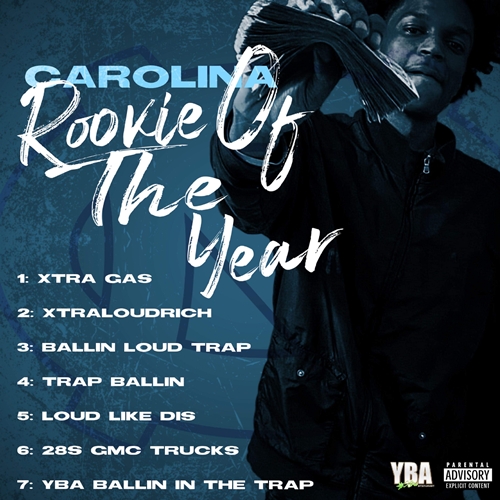 CAROLINA
Rookie Of
The
Year
1: XTRA GAS
2: XTRALOUDRICH
3: BALLIN LOUD TRAP
4: TRAP BALLIN
5: LOUD LIKE DIS
6: 28S GMC TRUCKS
7: YBA BALLIN IN THE TRAP
YBA
PARENTAL
ADVISORY
EXPLICIT CONTENT